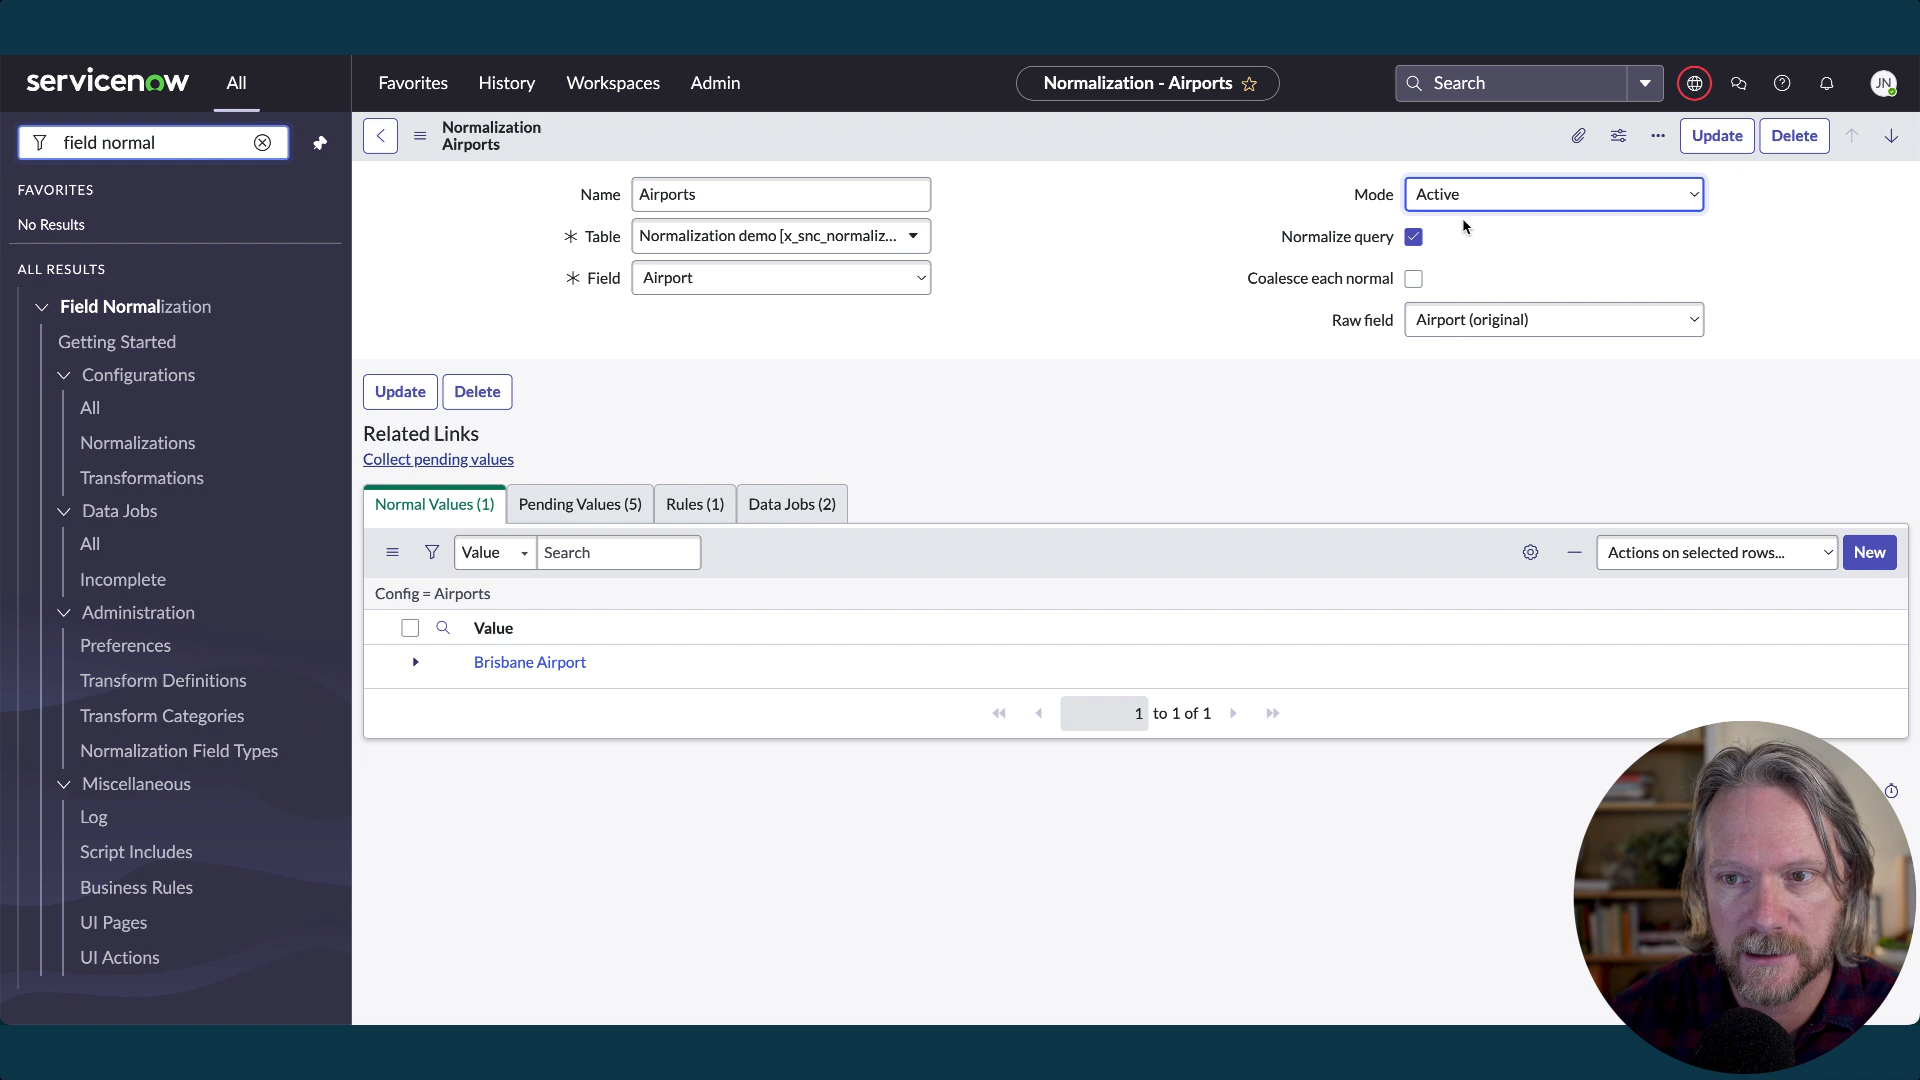 servicenow
All
Favorites
History
Workspaces
Admin
Normalization - Airports
Search
JN
field normal
FAVORITES
No Results
ALL RESULTS
Field Normalization
Getting Started
Configurations
All
Normalizations
Transformations
Data Jobs
All
Incomplete
Administration
Preferences
Transform Definitions
Transform Categories
Normalization Field Types
Miscellaneous
Log
Script Includes
Business Rules
UI Pages
UI Actions
Normalization
Airports
Update
Delete
Name
Airports
Table
Normalization demo [x_snc_normaliz...
Field
Airport
Mode
Active
Normalize query
Coalesce each normal
Raw field
Airport (original)
Update
Delete
Related Links
Collect pending values
Normal Values (1)
Pending Values (5)
Rules (1)
Data Jobs (2)
Value
Search
Actions on selected rows...
New
Config = Airports
Value
Brisbane Airport
1 to 1 of 1